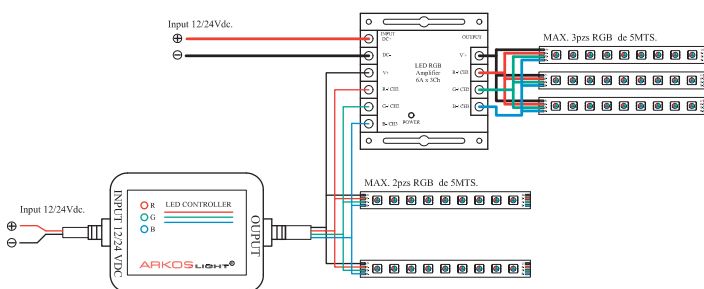 Input 12/24Vdc.
INPUT
DC+
DC-
V+
R- CH1
G- CH2
B- CH3
LED RGB
Amplifier
6A x 3Ch
POWER
OUTPUT
V+
R- CH1
G- CH2
B- CH3
MAX. 3pzs RGB de 5MTS.
MAX. 2pzs RGB de 5MTS.
Input 12/24Vdc.
INPUT 12/24 VDC
R
G
B
LED CONTROLLER
ARKOSLIGHT®
OUPUT